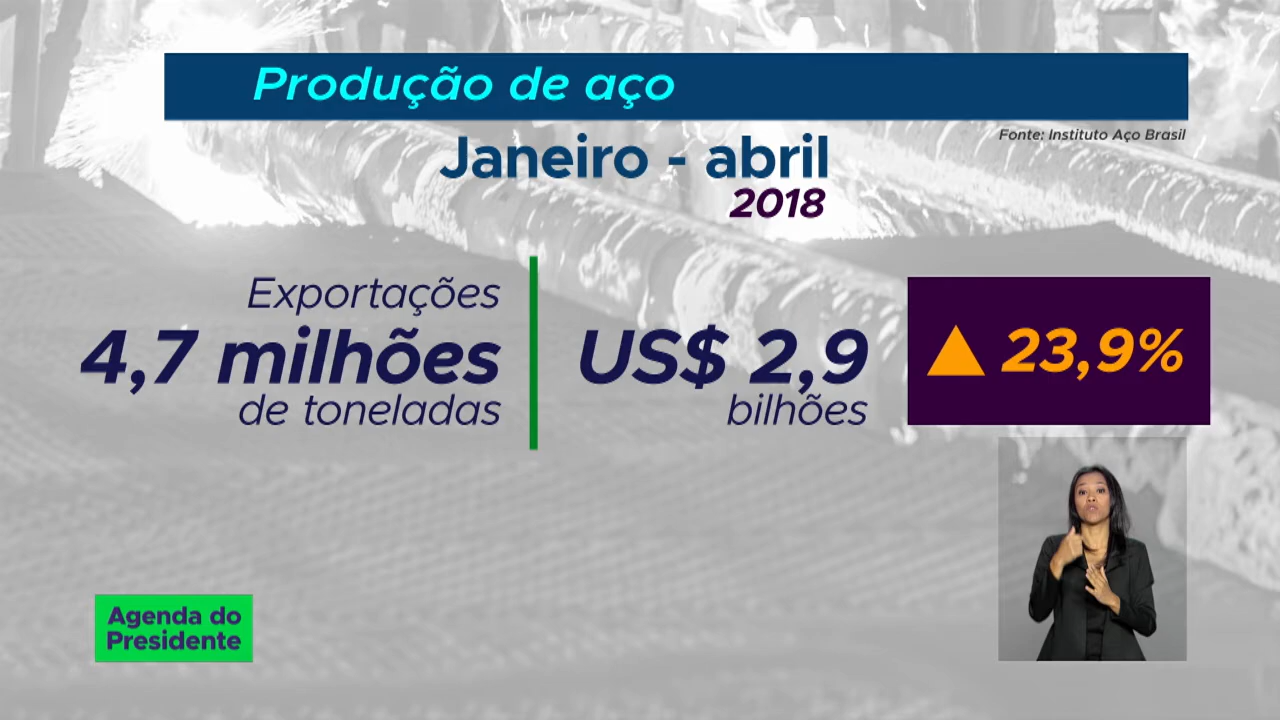 Produção de aço
Fonte: Instituto Aço Brasil
Janeiro - abril
2018
Exportações
4,7 milhões
de toneladas
US$ 2,9
bilhões
▲ 23,9%
Agenda do
Presidente